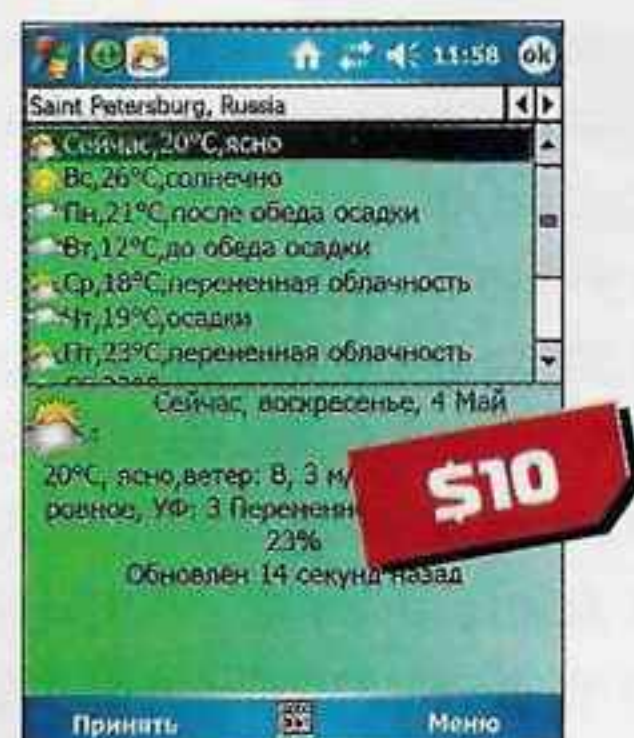 11:58 ok
Saint Petersburg, Russia
Сейчас,20°C,ясно
Вс,26°C,солнечно
Пн,21°C,после обеда осадки
Вт,12°C,до обеда осадки
Ср,18°C,переменная облачность
Чт,19°C,осадки
Пт,23°C,переменная облачность
Сейчас, воскресенье, 4 Май
20°C, ясно,ветер: В, 3 м/
ровное, УФ: 3
23%
Обновлён 14 секунд назад
$10
Принять Меню